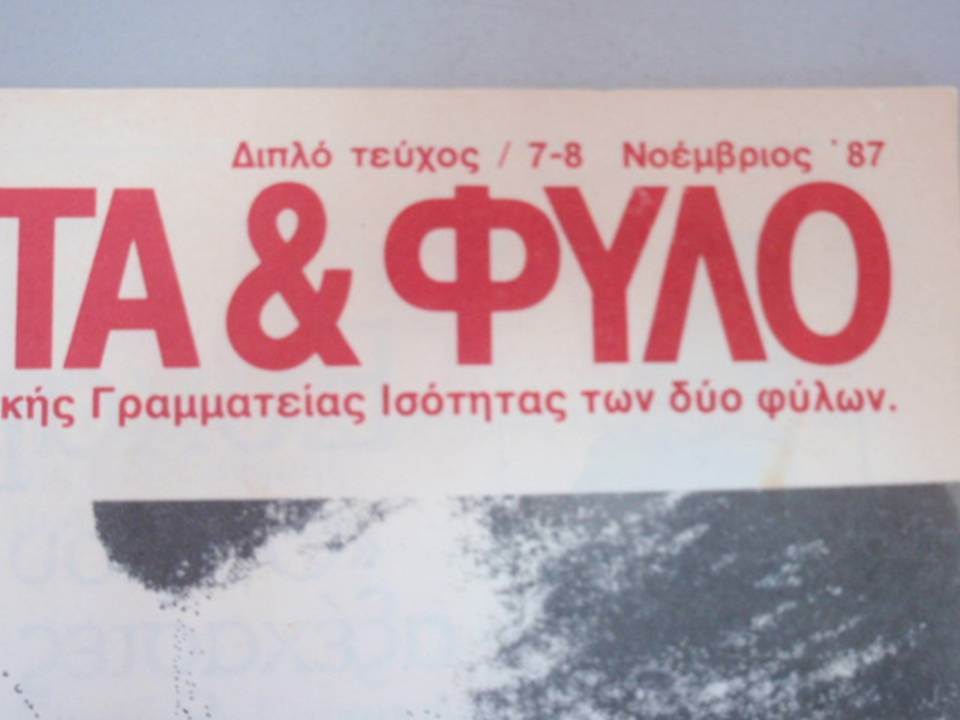 Διπλό τεύχος / 7-8 Νοέμβριος '87
ΤΑ & ΦΥΛΟ
κής Γραμματείας Ισότητας των δύο φύλων.